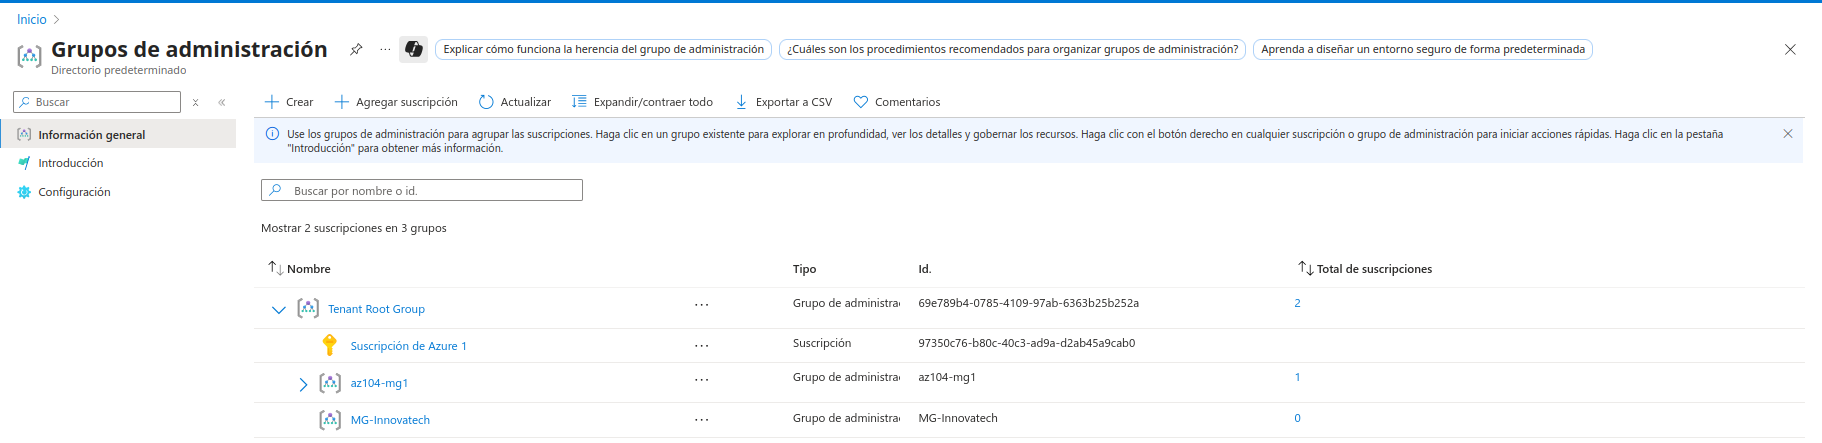 Inicio
Grupos de administración
Directorio predeterminado
Explicar cómo funciona la herencia del grupo de administración
¿Cuáles son los procedimientos recomendados para organizar grupos de administración?
Aprenda a diseñar un entorno seguro de forma predeterminada
Buscar
Información general
Introducción
Configuración
Crear
Agregar suscripción
Actualizar
Expandir/contraer todo
Exportar a CSV
Comentarios
Use los grupos de administración para agrupar las suscripciones. Haga clic en un grupo existente para explorar en profundidad, ver los detalles y gobernar los recursos. Haga clic con el botón derecho en cualquier suscripción o grupo de administración para iniciar acciones rápidas. Haga clic en la pestaña
"Introducción" para obtener más información.
Buscar por nombre o id.
Mostrar 2 suscripciones en 3 grupos
Nombre Tipo Id. Total de suscripciones
Tenant Root Group ... Grupo de administra 69e789b4-0785-4109-97ab-6363b25b252a 2
Suscripción de Azure 1 ... Suscripción 97350c76-b80c-40c3-ad9a-d2ab45a9cab0
az104-mg1 ... Grupo de administra az104-mg1 1
MG-Innovatech ... Grupo de administra MG-Innovatech 0